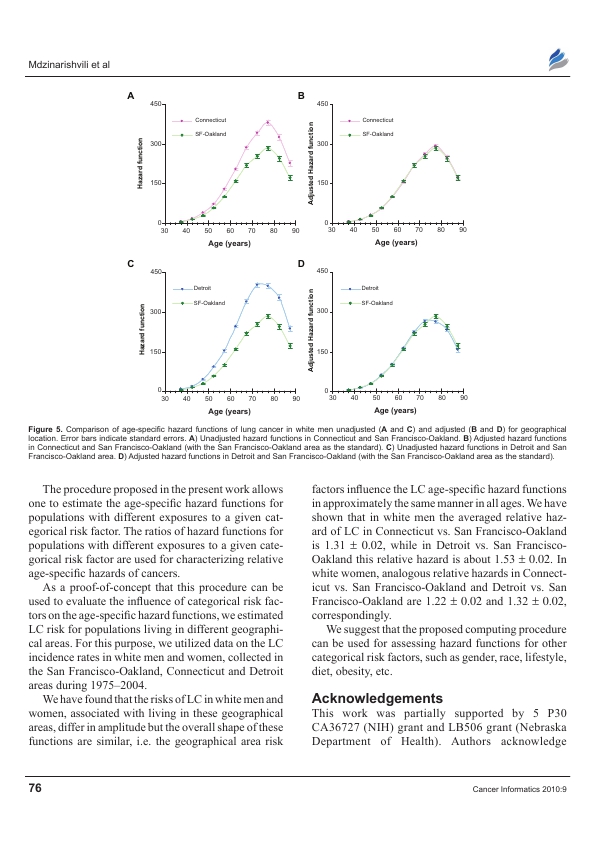 Mdzinarishvili et al
A
450
300
150
0
30 40 50 60 70 80 90
Hazard function
Age (years)
Connecticut
SF-Oakland
B
450
300
150
0
30 40 50 60 70 80 90
Adjusted Hazard function
Age (years)
Connecticut
SF-Oakland
C
450
300
150
0
30 40 50 60 70 80 90
Hazard function
Age (years)
Detroit
SF-Oakland
D
450
300
150
0
30 40 50 60 70 80 90
Adjusted Hazard function
Age (years)
Detroit
SF-Oakland
Figure 5. Comparison of age-specific hazard functions of lung cancer in white men unadjusted (A and C) and adjusted (B and D) for geographical
location. Error bars indicate standard errors. A) Unadjusted hazard functions in Connecticut and San Francisco-Oakland. B) Adjusted hazard functions
in Connecticut and San Francisco-Oakland (with the San Francisco-Oakland area as the standard). C) Unadjusted hazard functions in Detroit and San
Francisco-Oakland area. D) Adjusted hazard functions in Detroit and San Francisco-Oakland (with the San Francisco-Oakland area as the standard).
The procedure proposed in the present work allows
one to estimate the age-specific hazard functions for
populations with different exposures to a given cat-
egorical risk factor. The ratios of hazard functions for
populations with different exposures to a given cate-
gorical risk factor are used for characterizing relative
age-specific hazards of cancers.
As a proof-of-concept that this procedure can be
used to evaluate the influence of categorical risk fac-
tors on the age-specific hazard functions, we estimated
LC risk for populations living in different geographi-
cal areas. For this purpose, we utilized data on the LC
incidence rates in white men and women, collected in
the San Francisco-Oakland, Connecticut and Detroit
areas during 1975–2004.
We have found that the risks of LC in white men and
women, associated with living in these geographical
areas, differ in amplitude but the overall shape of these
functions are similar, i.e. the geographical area risk
factors influence the LC age-specific hazard functions
in approximately the same manner in all ages. We have
shown that in white men the averaged relative haz-
ard of LC in Connecticut vs. San Francisco-Oakland
is 1.31 ± 0.02, while in Detroit vs. San Francisco-
Oakland this relative hazard is about 1.53 ± 0.02. In
white women, analogous relative hazards in Connect-
icut vs. San Francisco-Oakland and Detroit vs. San
Francisco-Oakland are 1.22 ± 0.02 and 1.32 ± 0.02,
correspondingly.
We suggest that the proposed computing procedure
can be used for assessing hazard functions for other
categorical risk factors, such as gender, race, lifestyle,
diet, obesity, etc.
Acknowledgements
This work was partially supported by 5 P30
CA36727 (NIH) grant and LB506 grant (Nebraska
Department of Health). Authors acknowledge
76
Cancer Informatics 2010:9